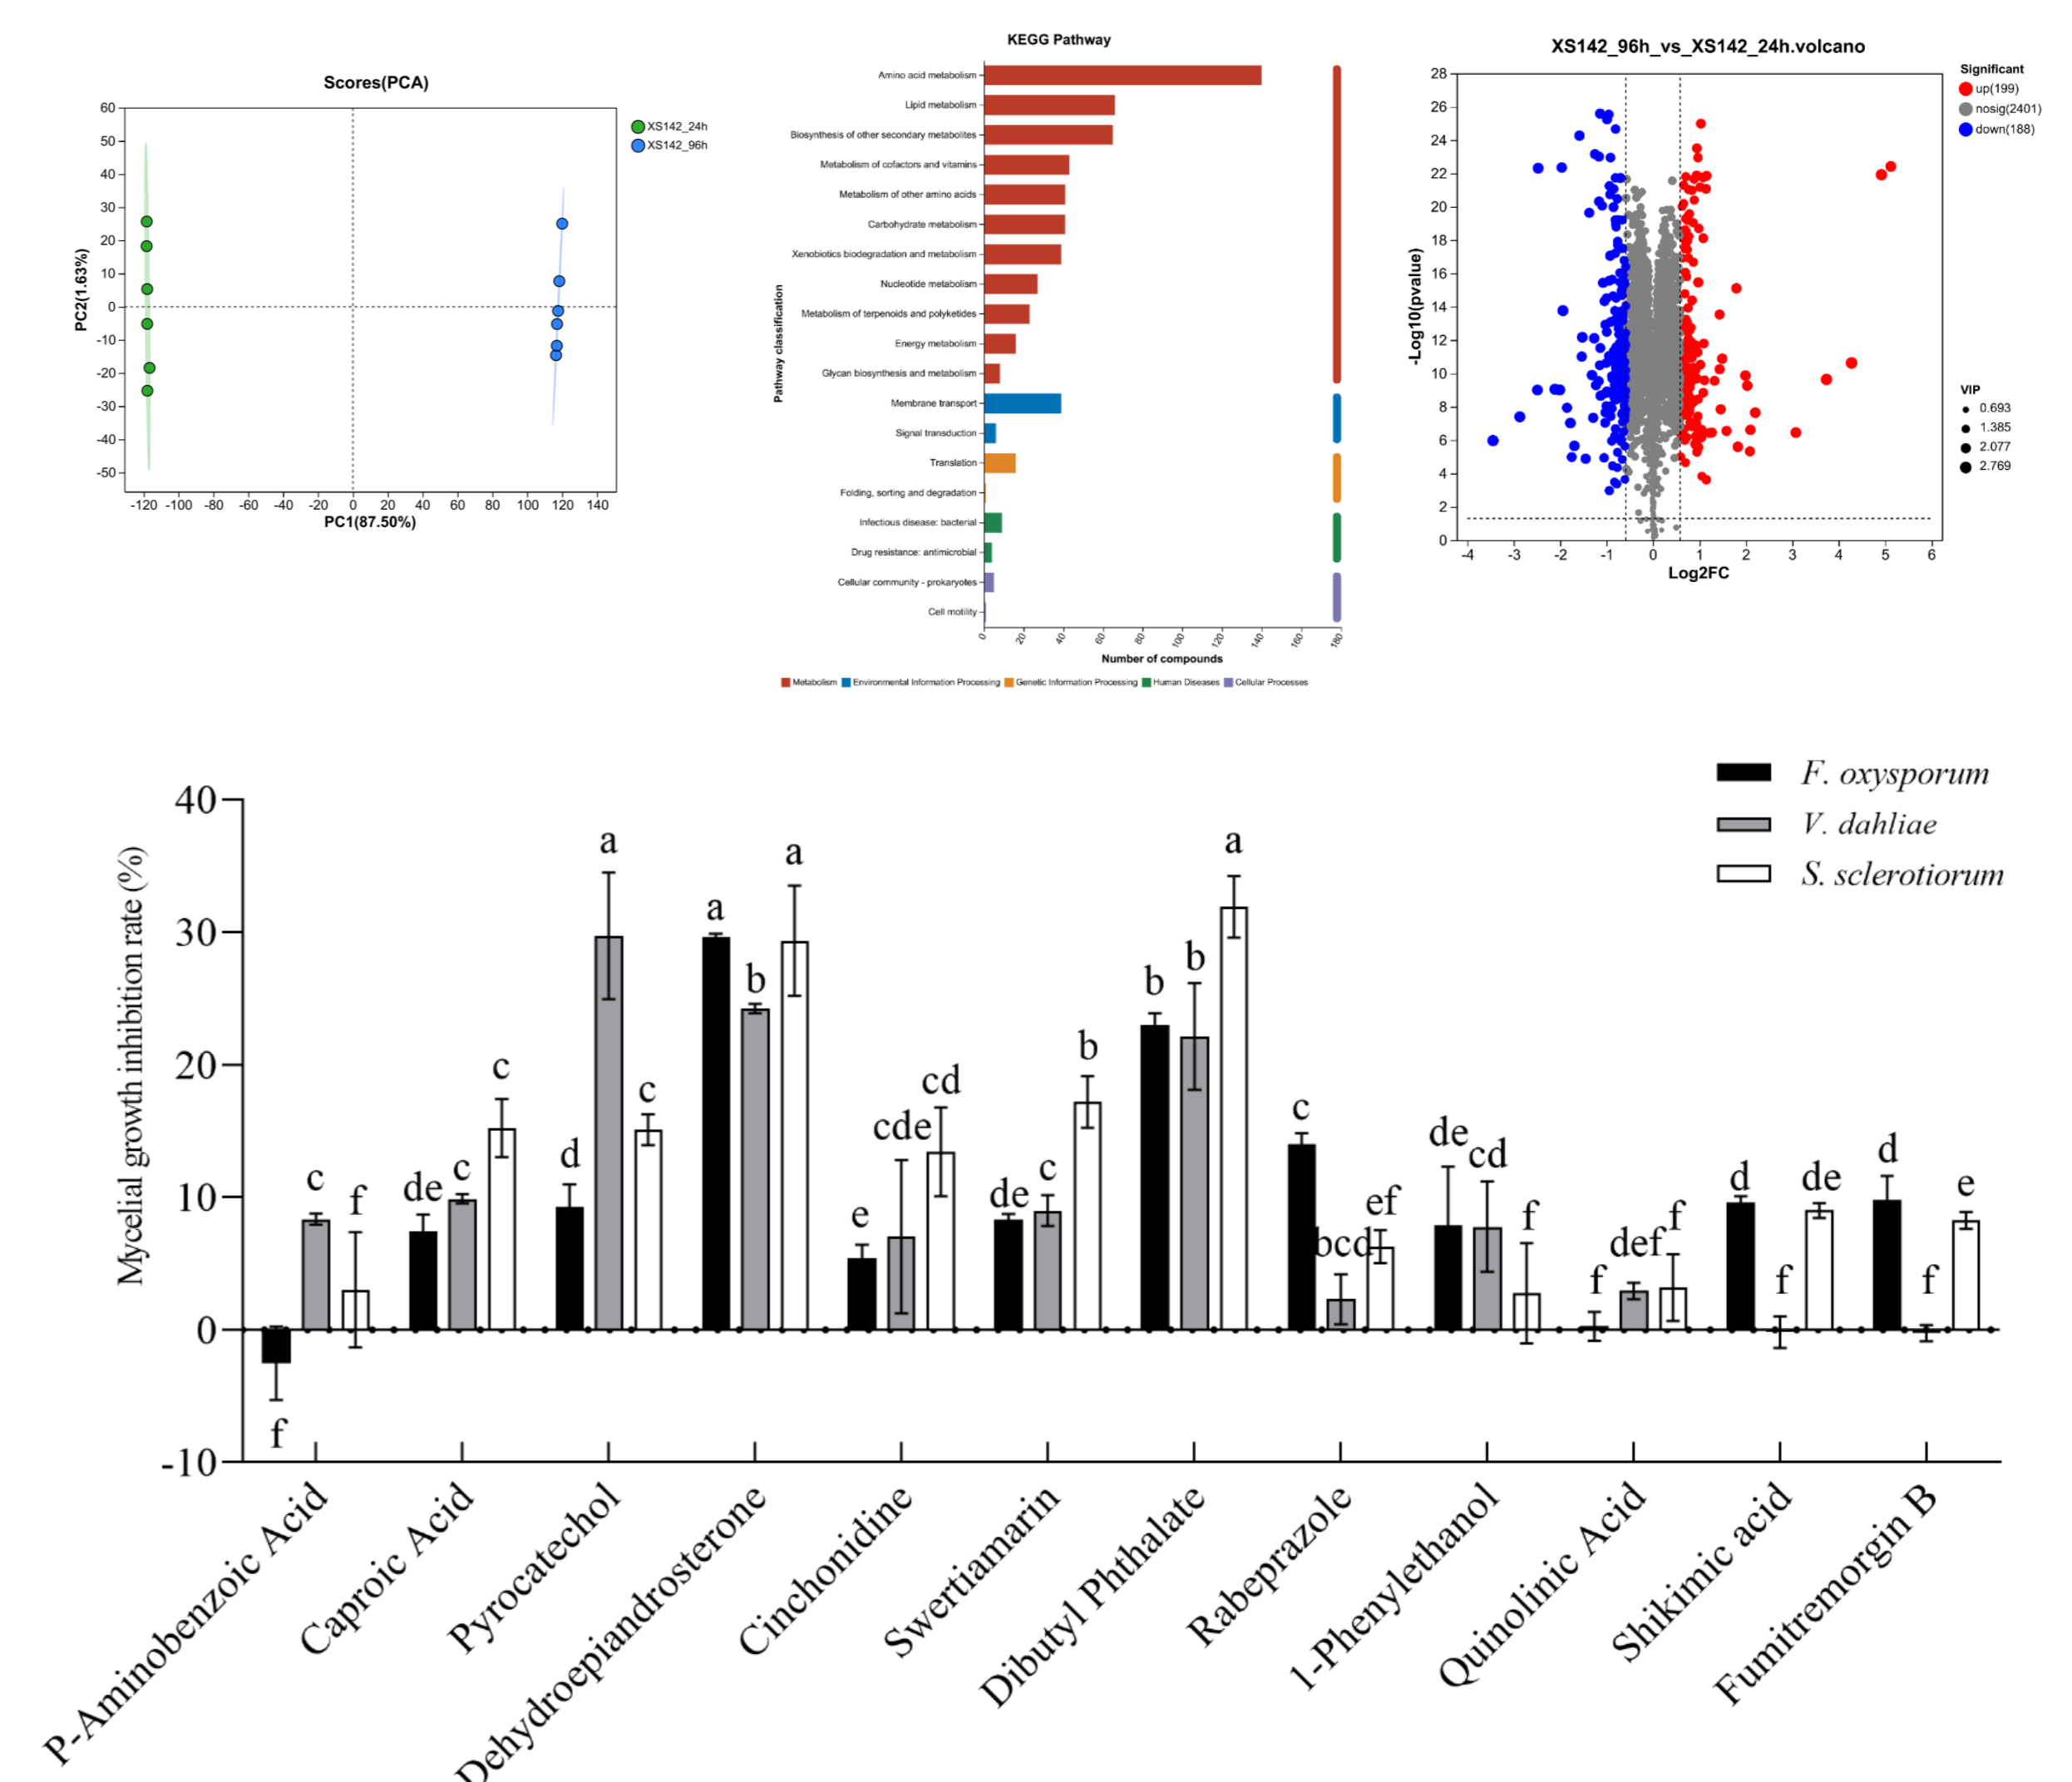 Scores(PCA)
60
50
40
30
20
10
0
-10
-20
-30
-40
-50
PC2(1.63%)
-120 -100 -80 -60 -40 -20 0 20 40 60 80 100 120 140
PC1(87.50%)
XS142_24h
XS142_96h
KEGG Pathway
Pathway classification
Amino acid metabolism
Lipid metabolism
Biosynthesis of other secondary metabolites
Metabolism of cofactors and vitamins
Metabolism of other amino acids
Carbohydrate metabolism
Xenobiotics biodegradation and metabolism
Nucleotide metabolism
Metabolism of terpenoids and polyketides
Energy metabolism
Glycan biosynthesis and metabolism
Membrane transport
Signal transduction
Translation
Folding, sorting and degradation
Infectious disease: bacterial
Drug resistance: antimicrobial
Cellular community - prokaryotes
Cell motility
0 20 40 60 80 100 120 140 160 180
Number of compounds
Metabolism Environmental Information Processing Genetic Information Processing Human Diseases Cellular Processes
XS142_96h_vs_XS142_24h.volcano
28
26
24
22
20
18
16
14
12
10
8
6
4
2
0
-Log10(pvalue)
-4 -3 -2 -1 0 1 2 3 4 5 6
Log2FC
Significant
up(199)
nosig(2401)
down(188)
VIP
0.693
1.385
2.077
2.769
F. oxysporum
V. dahliae
S. sclerotiorum
Mycelial growth inhibition rate (%)
40
30
20
10
0
-10
f c f
de c c
d a c
a b a
e cde cd
de c b
b b a
c bcd ef
de cd f
f def f
d f de
d f e
P-Aminobenzoic Acid
Caproic Acid
Pyrocatechol
Dehydroepiandrosterone
Cinchonidine
Swertiamarin
Dibutyl Phthalate
Rabeprazole
1-Phenylethanol
Quinolinic Acid
Shikimic acid
Fumitremorgin B